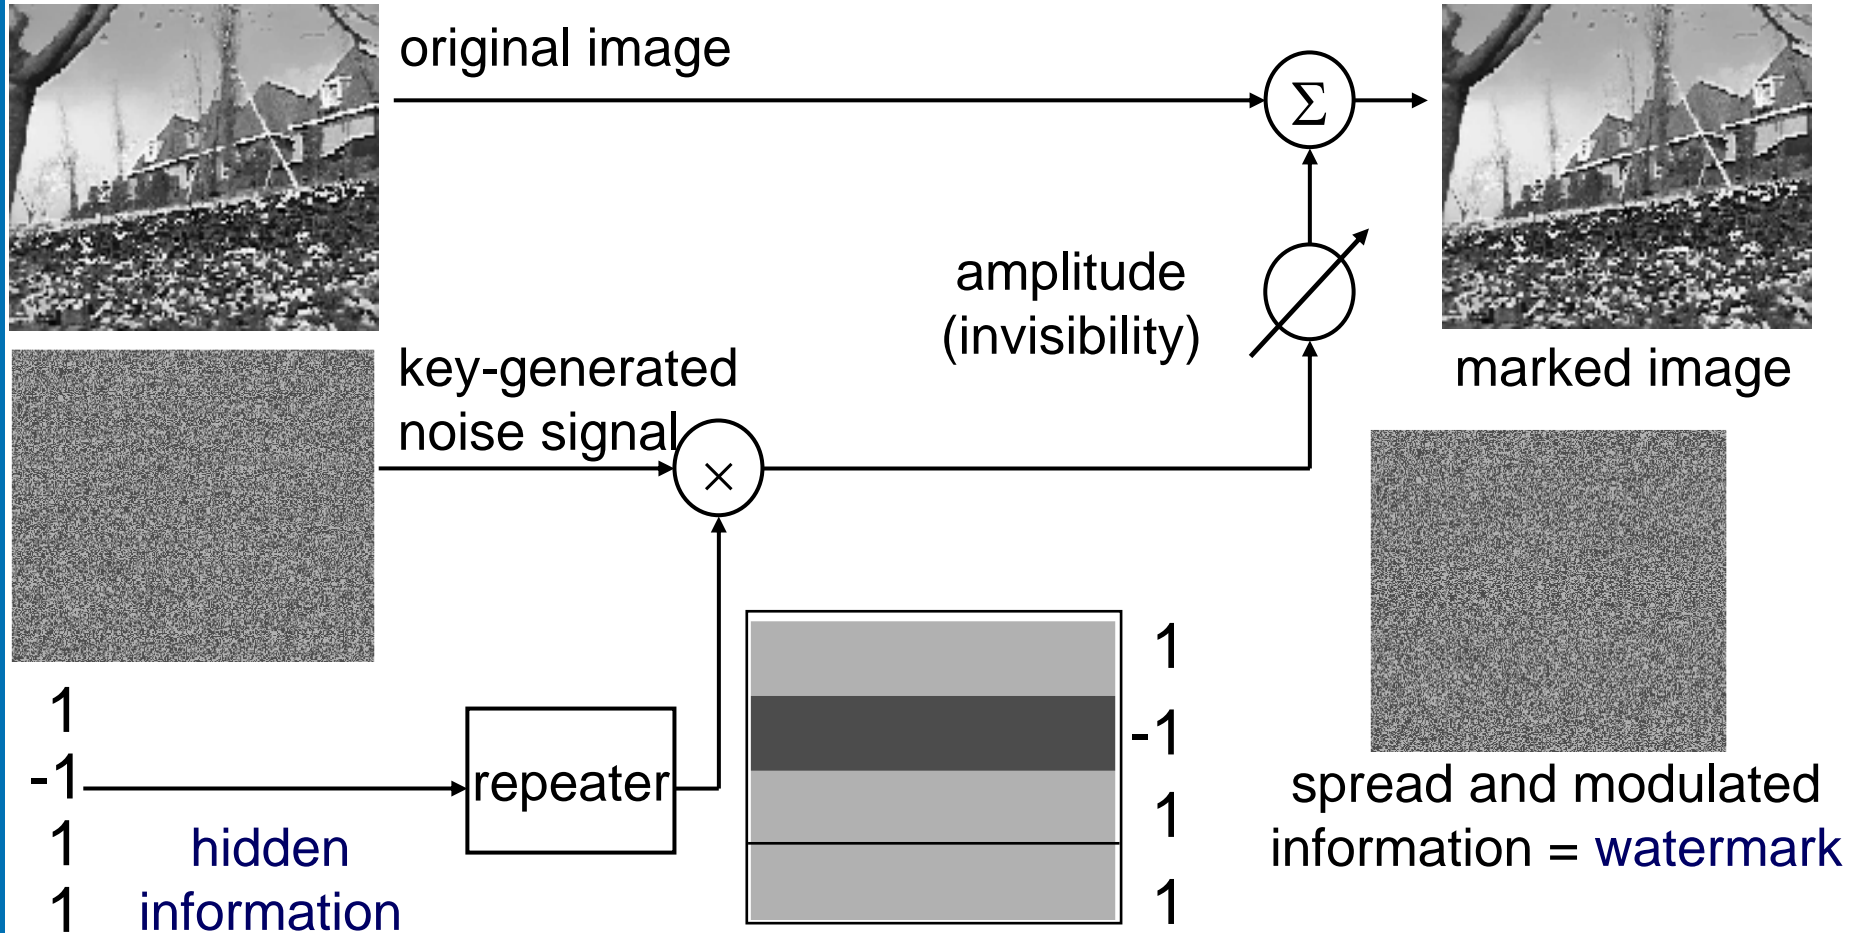 original image
Σ
amplitude
(invisibility)
marked image
key-generated
noise signal
×
1
-1
1
1
hidden
information
repeater
1
-1
1
1
spread and modulated
information = watermark